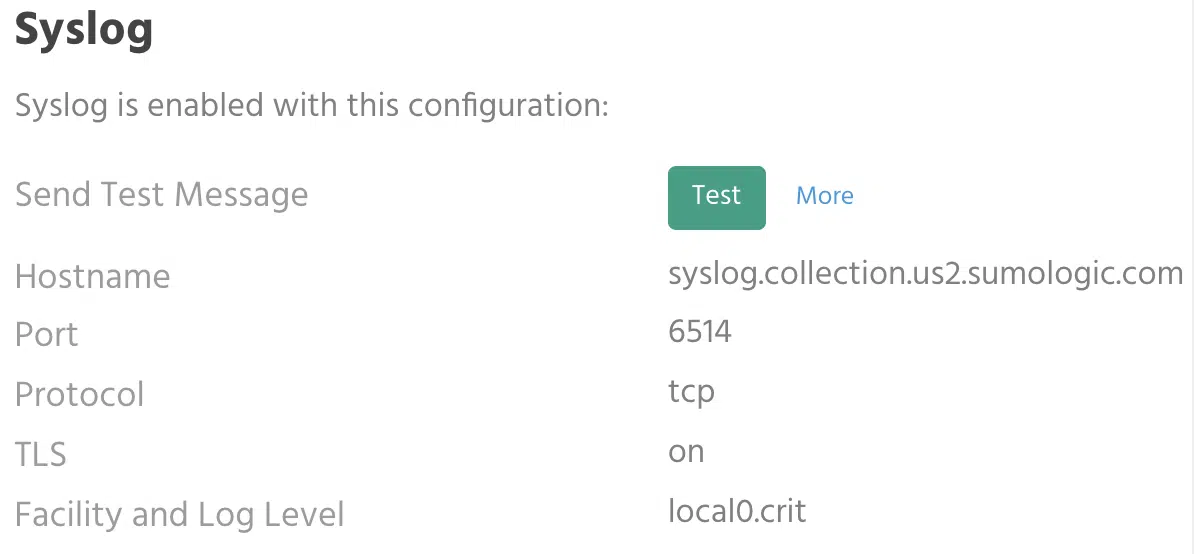 Syslog
Syslog is enabled with this configuration:
Send Test Message Test More
Hostname syslog.collection.us2.sumologic.com
Port 6514
Protocol tcp
TLS on
Facility and Log Level local0.crit